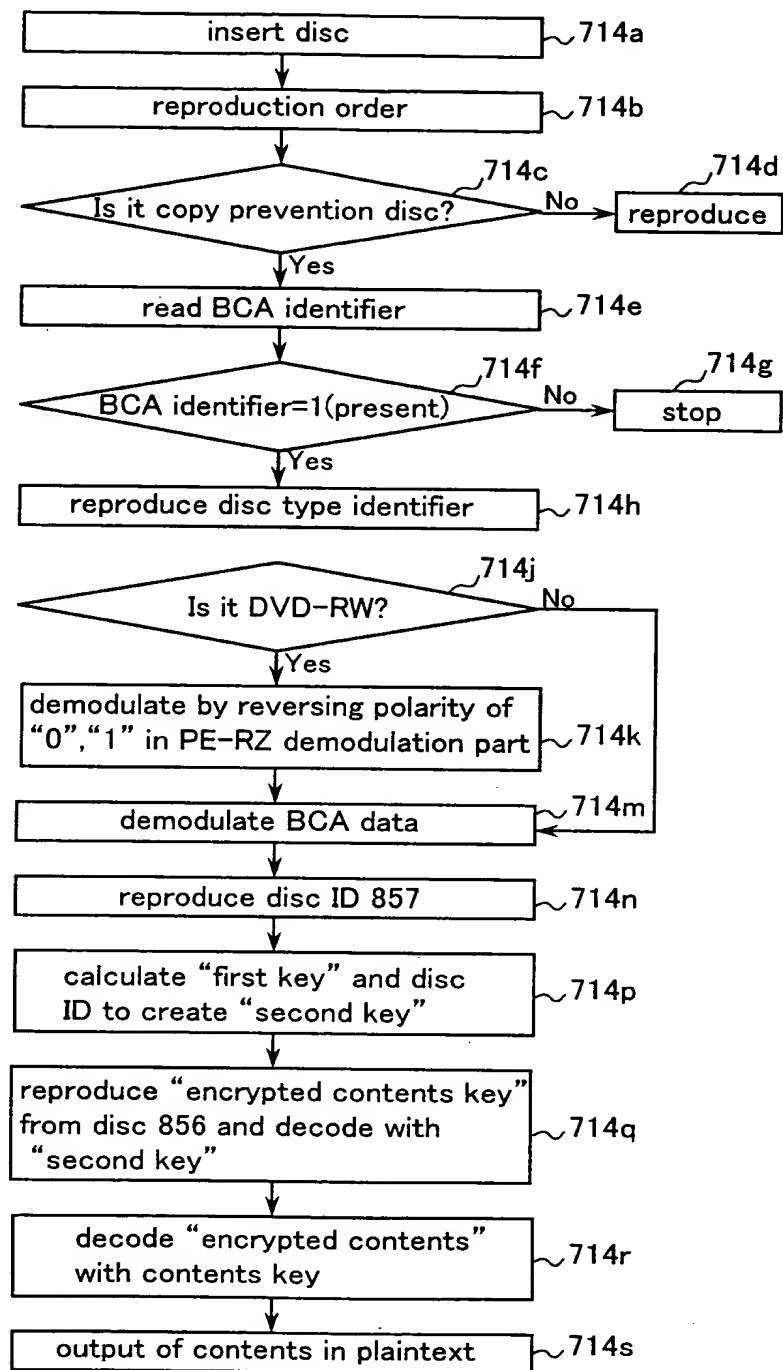 insert disc 714a
reproduction order 714b
714c
714d
Is it copy prevention disc? No reproduce
Yes
read BCA identifier 714e
714f
714g
BCA identifier=1(present) No stop
Yes
reproduce disc type identifier 714h
714j
Is it DVD-RW? No
Yes
demodulate by reversing polarity of
“0”,“1” in PE-RZ demodulation part 714k
demodulate BCA data 714m
reproduce disc ID 857 714n
calculate “first key” and disc
ID to create “second key” 714p
reproduce “encrypted contents key”
from disc 856 and decode with
“second key” 714q
decode “encrypted contents”
with contents key 714r
output of contents in plaintext 714s